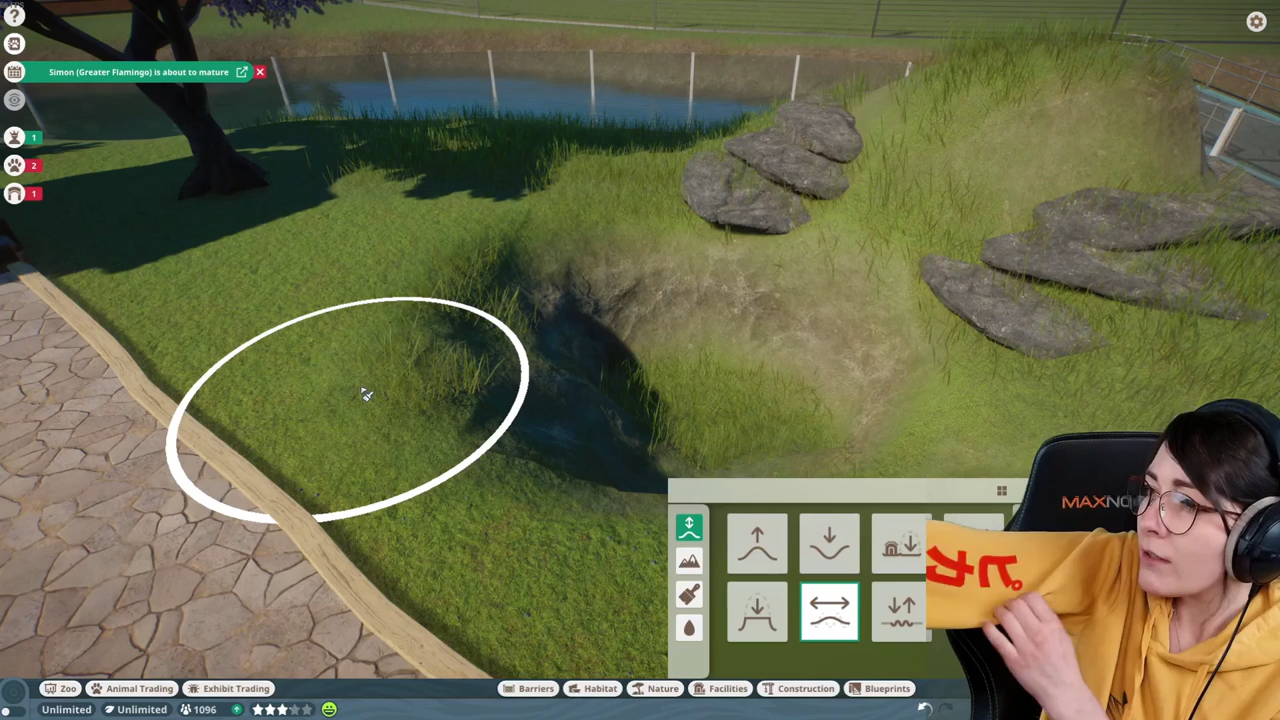 ?
Simon (Greater Flamingo) is about to mature
1
2
1
MAXNO
ピカ
Zoo
Animal Trading
Exhibit Trading
Barriers
Habitat
Nature
Facilities
Construction
Blueprints
Unlimited
Unlimited
1096